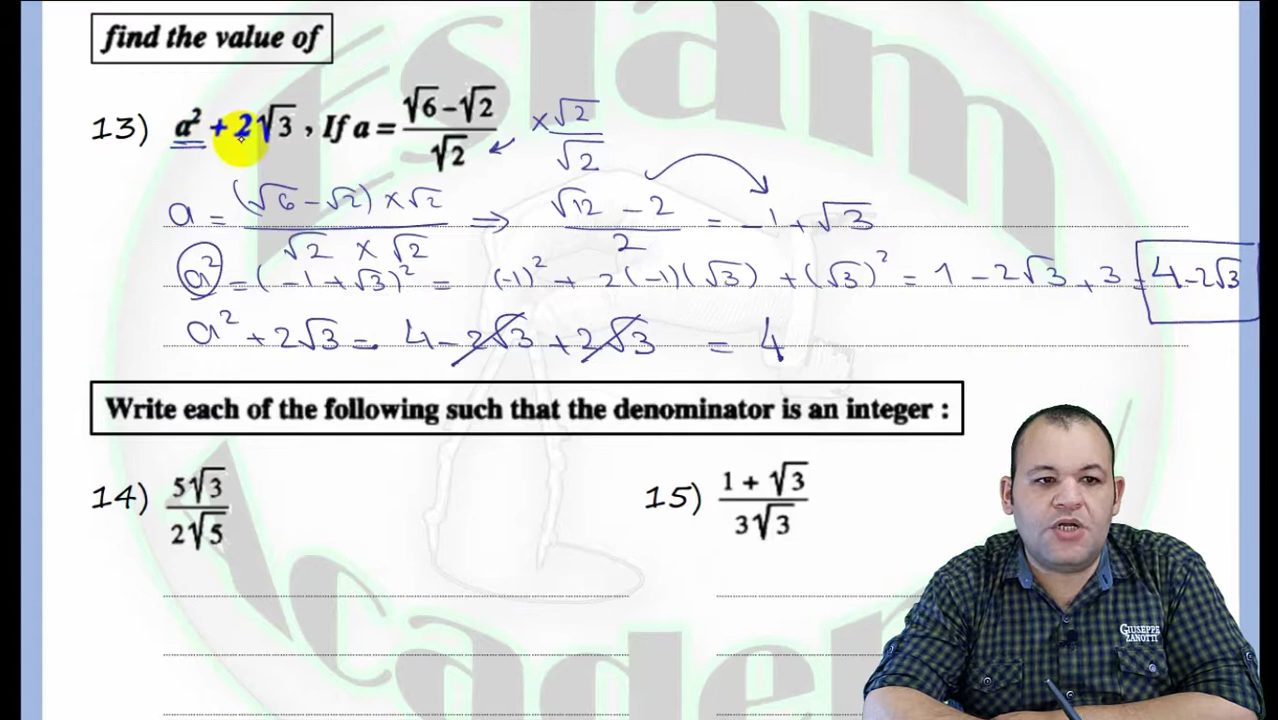 find the value of
13) a² + 2√3 , If a = (√6 - √2)/√2 × √2/√2
a = ((√6 - √2) × √2)/(√2 × √2) ⇒ (√12 - 2)/2 = -1 + √3
a² = (-1 + √3)² = (-1)² + 2(-1)(√3) + (√3)² = 1 - 2√3 + 3 = 4 - 2√3
a² + 2√3 = 4 - 2√3 + 2√3 = 4
Write each of the following such that the denominator is an integer :
14) 5√3/2√5 15) (1 + √3)/3√3
GIUSEPPE
ZANOTTI
Eslam
Academy